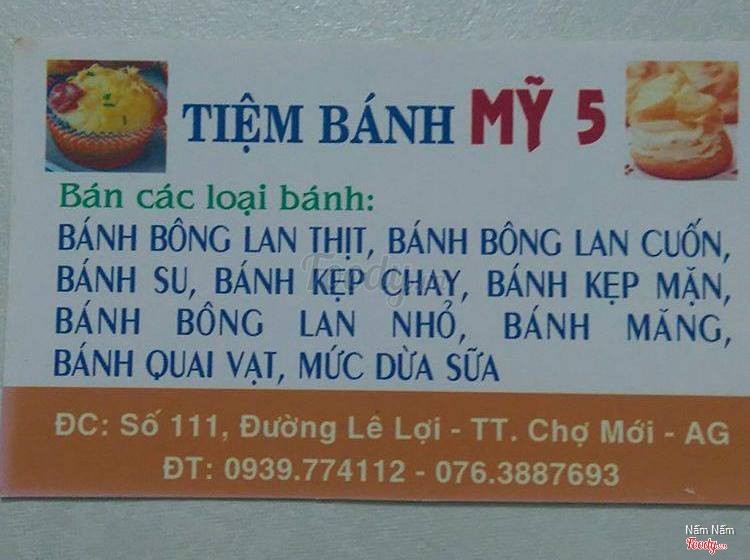 TIỆM BÁNH MỸ 5
Bán các loại bánh:
BÁNH BÔNG LAN THỊT, BÁNH BÔNG LAN CUỐN,
BÁNH SU, BÁNH KẸP CHAY, BÁNH KẸP MẶN,
BÁNH BÔNG LAN NHỎ, BÁNH MĂNG,
BÁNH QUAI VẠT, MỨC DỪA SỮA
ĐC: Số 111, Đường Lê Lợi - TT. Chợ Mới - AG
ĐT: 0939.774112 - 076.3887693
Nấm Nấm
Foody.vn